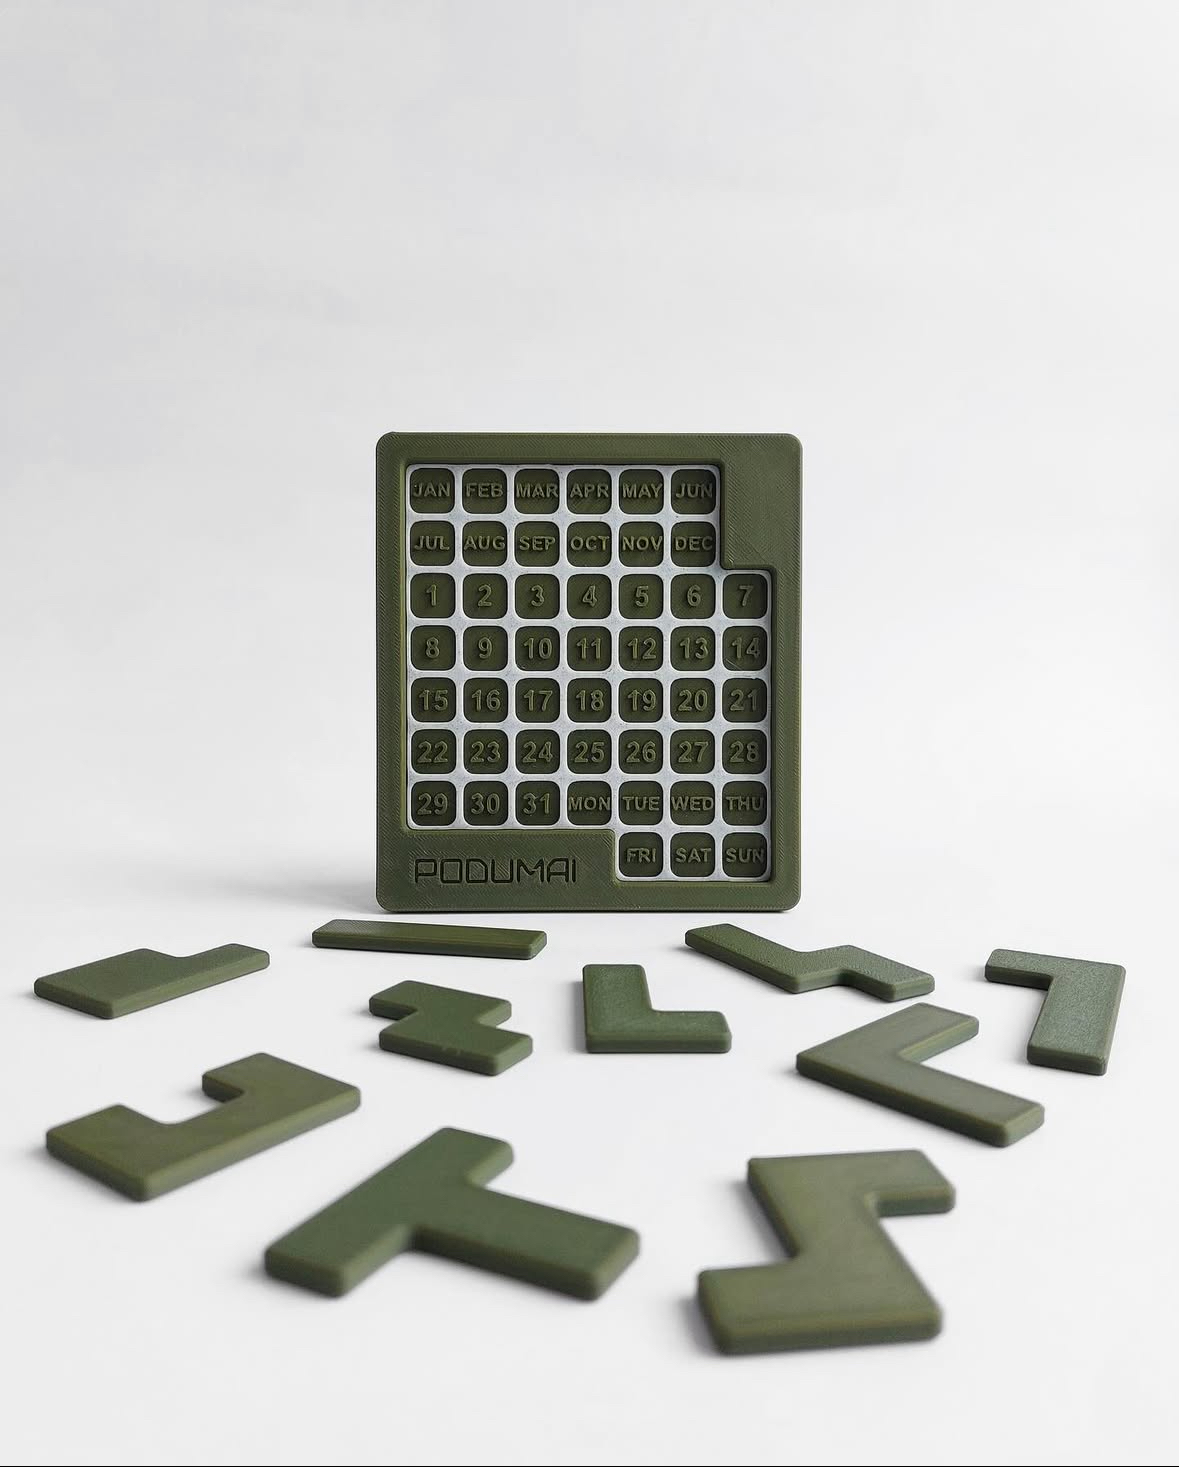 JAN FEB MAR APR MAY JUN
JUL AUG SEP OCT NOV DEC
1 2 3 4 5 6 7
8 9 10 11 12 13 14
15 16 17 18 19 20 21
22 23 24 25 26 27 28
29 30 31 MON TUE WED THU
FRI SAT SUN
PODUMAI